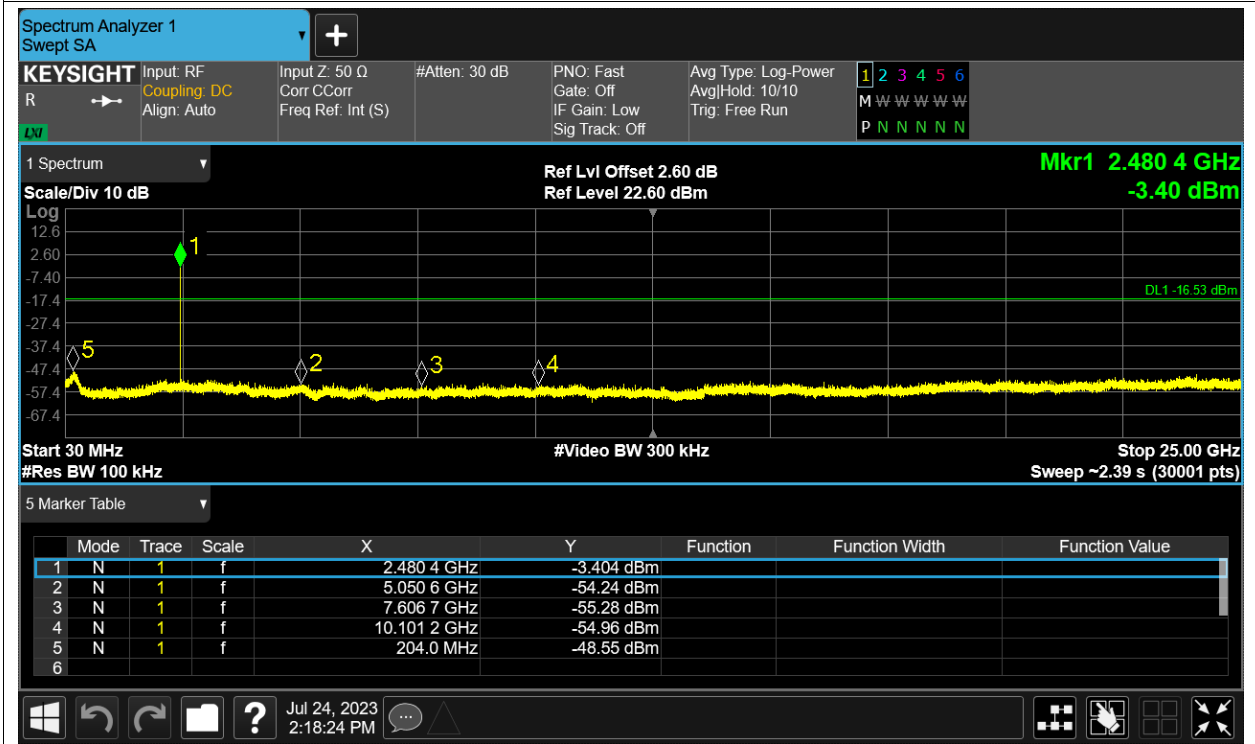 Spectrum Analyzer 1
Swept SA
+
KEYSIGHT Input: RF Input Z: 50 Ω #Atten: 30 dB PNO: Fast Avg Type: Log-Power 1 2 3 4 5 6
R Coupling: DC Corr CCorr Gate: Off Avg|Hold: 10/10 M W W W W W
Align: Auto Freq Ref: Int (S) IF Gain: Low Trig: Free Run
LXI Sig Track: Off P N N N N N
1 Spectrum Ref Lvl Offset 2.60 dB Mkr1 2.480 4 GHz
Scale/Div 10 dB Ref Level 22.60 dBm -3.40 dBm
Log
12.6
1
2.60
-7.40
DL1 -16.53 dBm
-17.4
-27.4
-37.4
5 2 3 4
-47.4
-57.4
-67.4
Start 30 MHz #Video BW 300 kHz Stop 25.00 GHz
#Res BW 100 kHz Sweep ~2.39 s (30001 pts)
5 Marker Table
Mode Trace Scale X Y Function Function Width Function Value
1 N 1 f 2.480 4 GHz -3.404 dBm
2 N 1 f 5.050 6 GHz -54.24 dBm
3 N 1 f 7.606 7 GHz -55.28 dBm
4 N 1 f 10.101 2 GHz -54.96 dBm
5 N 1 f 204.0 MHz -48.55 dBm
6
? Jul 24, 2023
2:18:24 PM